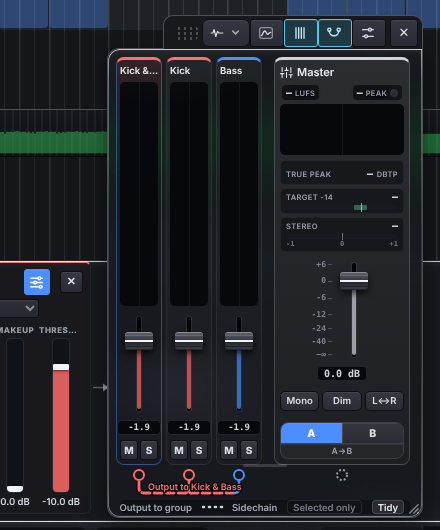 Kick &...
Kick
Bass
Master
LUFS
PEAK
TRUE PEAK
DBTP
TARGET -14
STEREO
-1
0
+1
+6
0
-6
-12
-24
-40
-∞
0.0 dB
MAKEUP THRES...
0.0 dB
-10.0 dB
-1.9
-1.9
-1.9
M S
M S
M S
Mono
Dim
L↔R
A
B
A→B
Output to Kick & Bass
Output to group
Sidechain
Selected only
Tidy